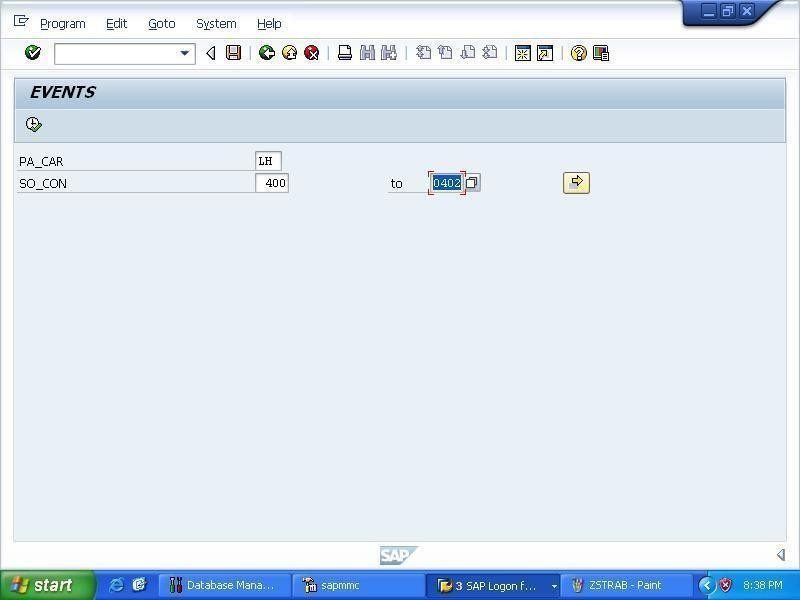 Program Edit Goto System Help
EVENTS
PA_CAR LH
SO_CON 400 to 0402
SAP
start Database Mana... sapmmc 3 SAP Logon f... ZSTRAB - Paint 8:38 PM